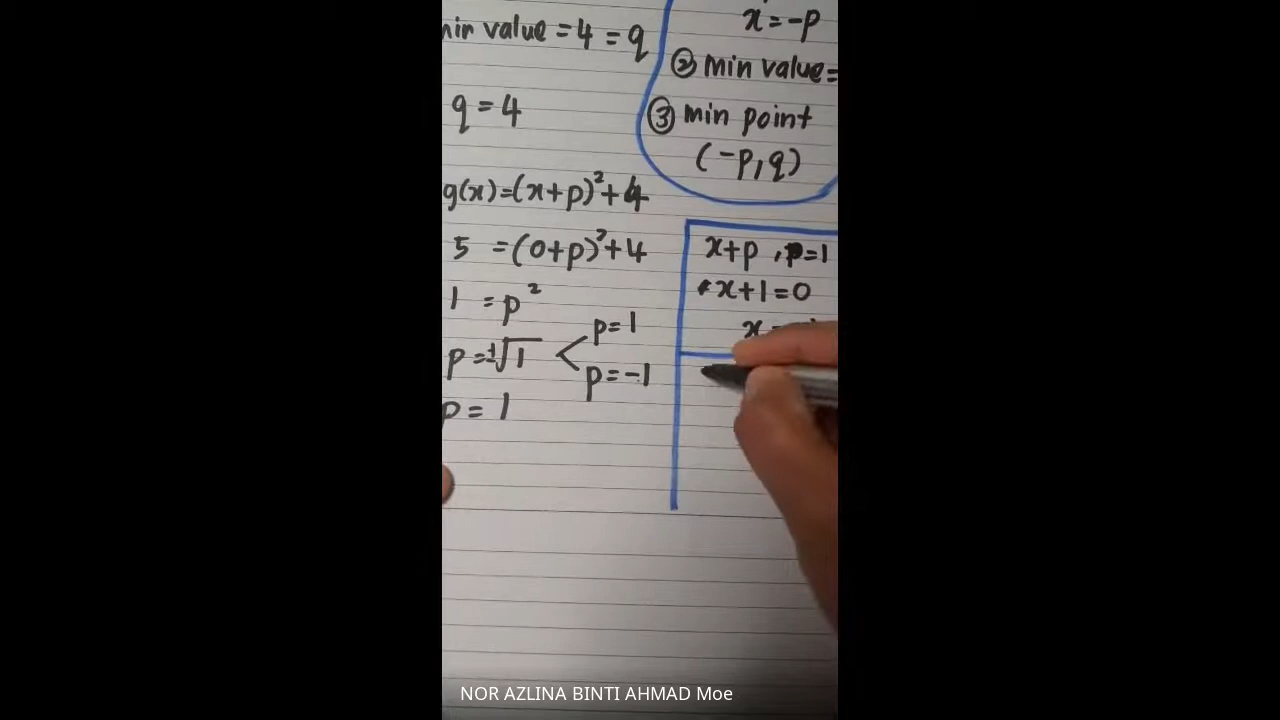 min value = 4 = q
q = 4
g(x)=(x+p)²+4
5 =(0+p)²+4
1 = p²
p=±√1 < p=1
p=-1
p= 1
x=-p
② min value=
③ min point
(-p,q)
x+p , p=1
x+1=0
NOR AZLINA BINTI AHMAD Moe